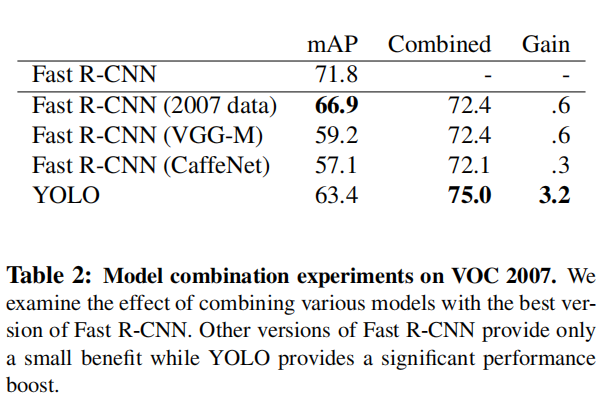 mAP Combined Gain
Fast R-CNN 71.8 - -
Fast R-CNN (2007 data) 66.9 72.4 .6
Fast R-CNN (VGG-M) 59.2 72.4 .6
Fast R-CNN (CaffeNet) 57.1 72.1 .3
YOLO 63.4 75.0 3.2
Table 2: Model combination experiments on VOC 2007. We
examine the effect of combining various models with the best ver-
sion of Fast R-CNN. Other versions of Fast R-CNN provide only
a small benefit while YOLO provides a significant performance
boost.